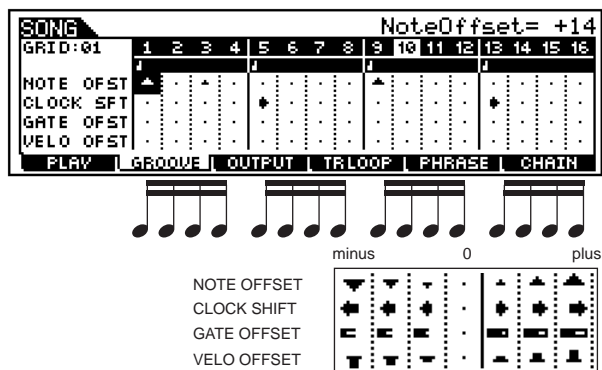 SONG NoteOffset= +14
GRID:01 1 2 3 4 5 6 7 8 9 10 11 12 13 14 15 16
NOTE OFST
CLOCK SFT
GATE OFST
VELO OFST
PLAY GROOVE OUTPUT TRLOOP PHRASE CHAIN
minus 0 plus
NOTE OFFSET
CLOCK SHIFT
GATE OFFSET
VELO OFFSET